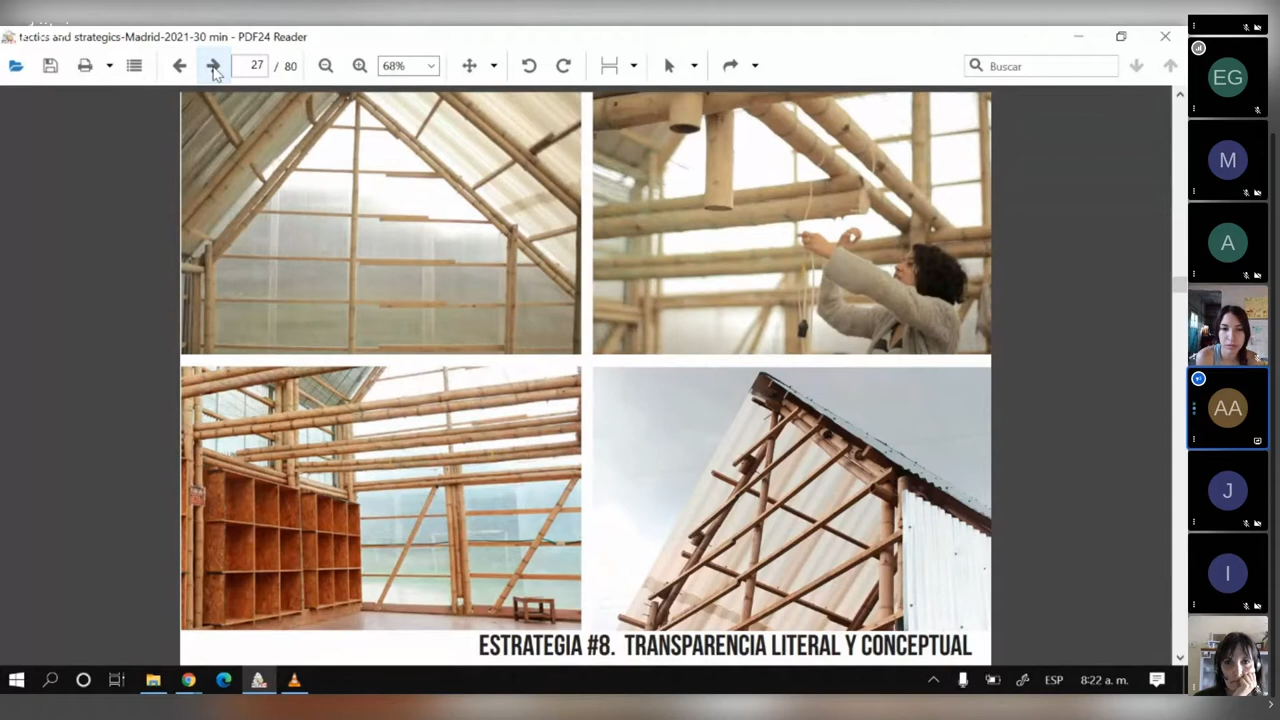 tactics and strategics-Madrid-2021-30 min - PDF24 Reader
27 / 80
68%
Buscar
EG
M
A
AA
J
I
ESTRATEGIA #8. TRANSPARENCIA LITERAL Y CONCEPTUAL
ESP
8:22 a. m.